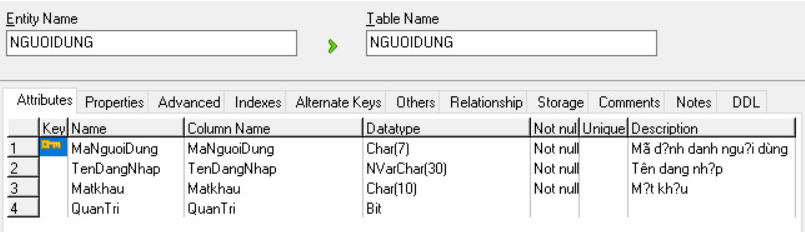 Entity Name Table Name
NGUOIDUNG NGUOIDUNG
Attributes Properties Advanced Indexes Alternate Keys Others Relationship Storage Comments Notes DDL
Key Name Column Name Datatype Not nul Unique Description
1 MaNguoiDung MaNguoiDung Char(7) Not null Mã d?nh danh ngu?i dùng
2 TenDangNhap TenDangNhap NVarChar(30) Not null Tên dang nh?p
3 Matkhau Matkhau Char(10) Not null M?t kh?u
4 QuanTri QuanTri Bit